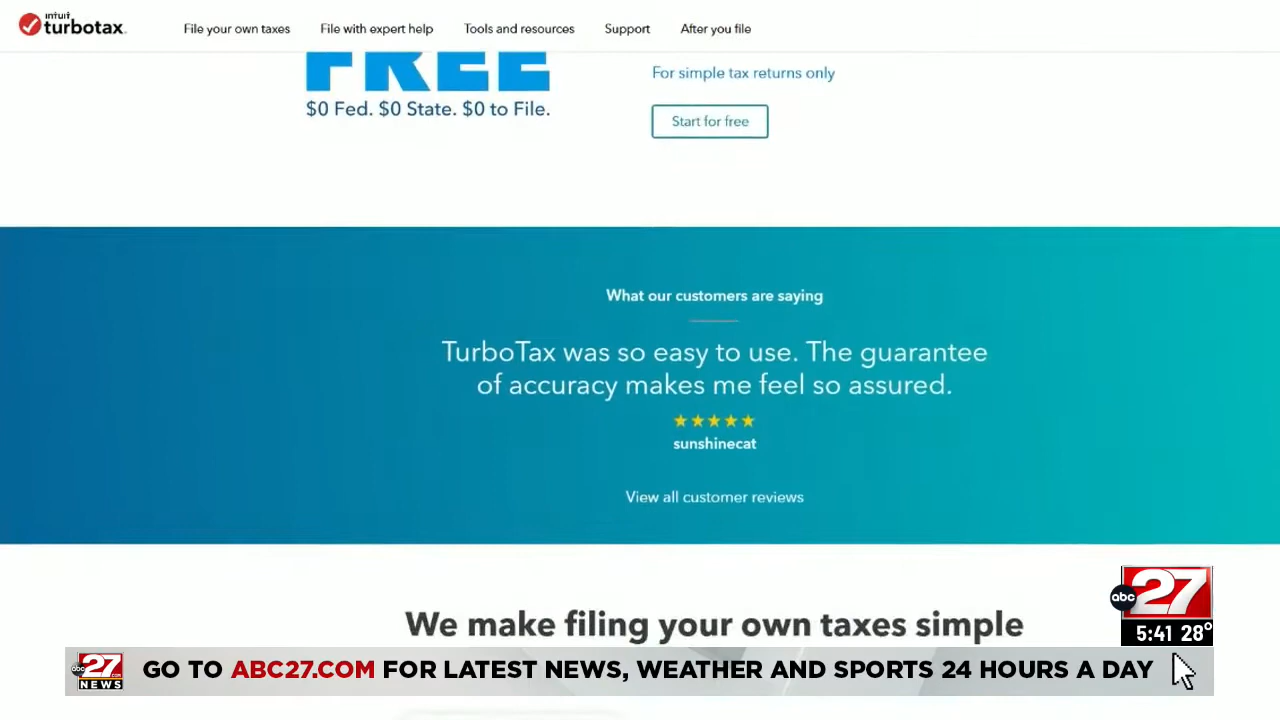 intuit
turbotax
File your own taxes
File with expert help
Tools and resources
Support
After you file
FREE
$0 Fed. $0 State. $0 to File.
For simple tax returns only
Start for free
What our customers are saying
TurboTax was so easy to use. The guarantee
of accuracy makes me feel so assured.
sunshinecat
View all customer reviews
We make filing your own taxes simple
abc 27
5:41 28°
abc 27 NEWS
GO TO ABC27.COM FOR LATEST NEWS, WEATHER AND SPORTS 24 HOURS A DAY